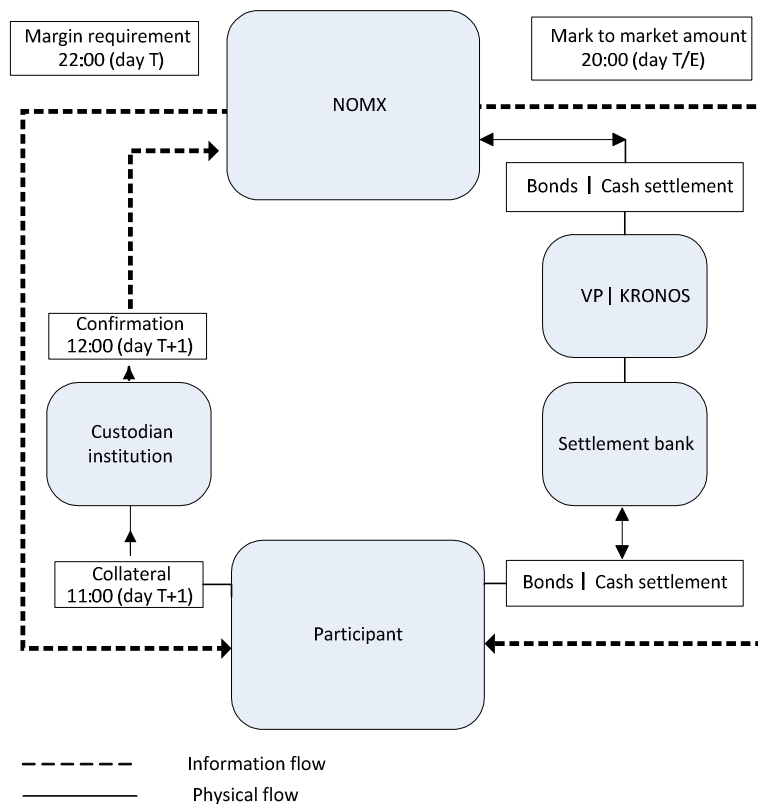 Margin requirement
22:00 (day T)
Mark to market amount
20:00 (day T/E)
NOMX
Bonds | Cash settlement
VP | KRONOS
Confirmation
12:00 (day T+1)
Custodian
institution
Settlement bank
Collateral
11:00 (day T+1)
Bonds | Cash settlement
Participant
Information flow
Physical flow